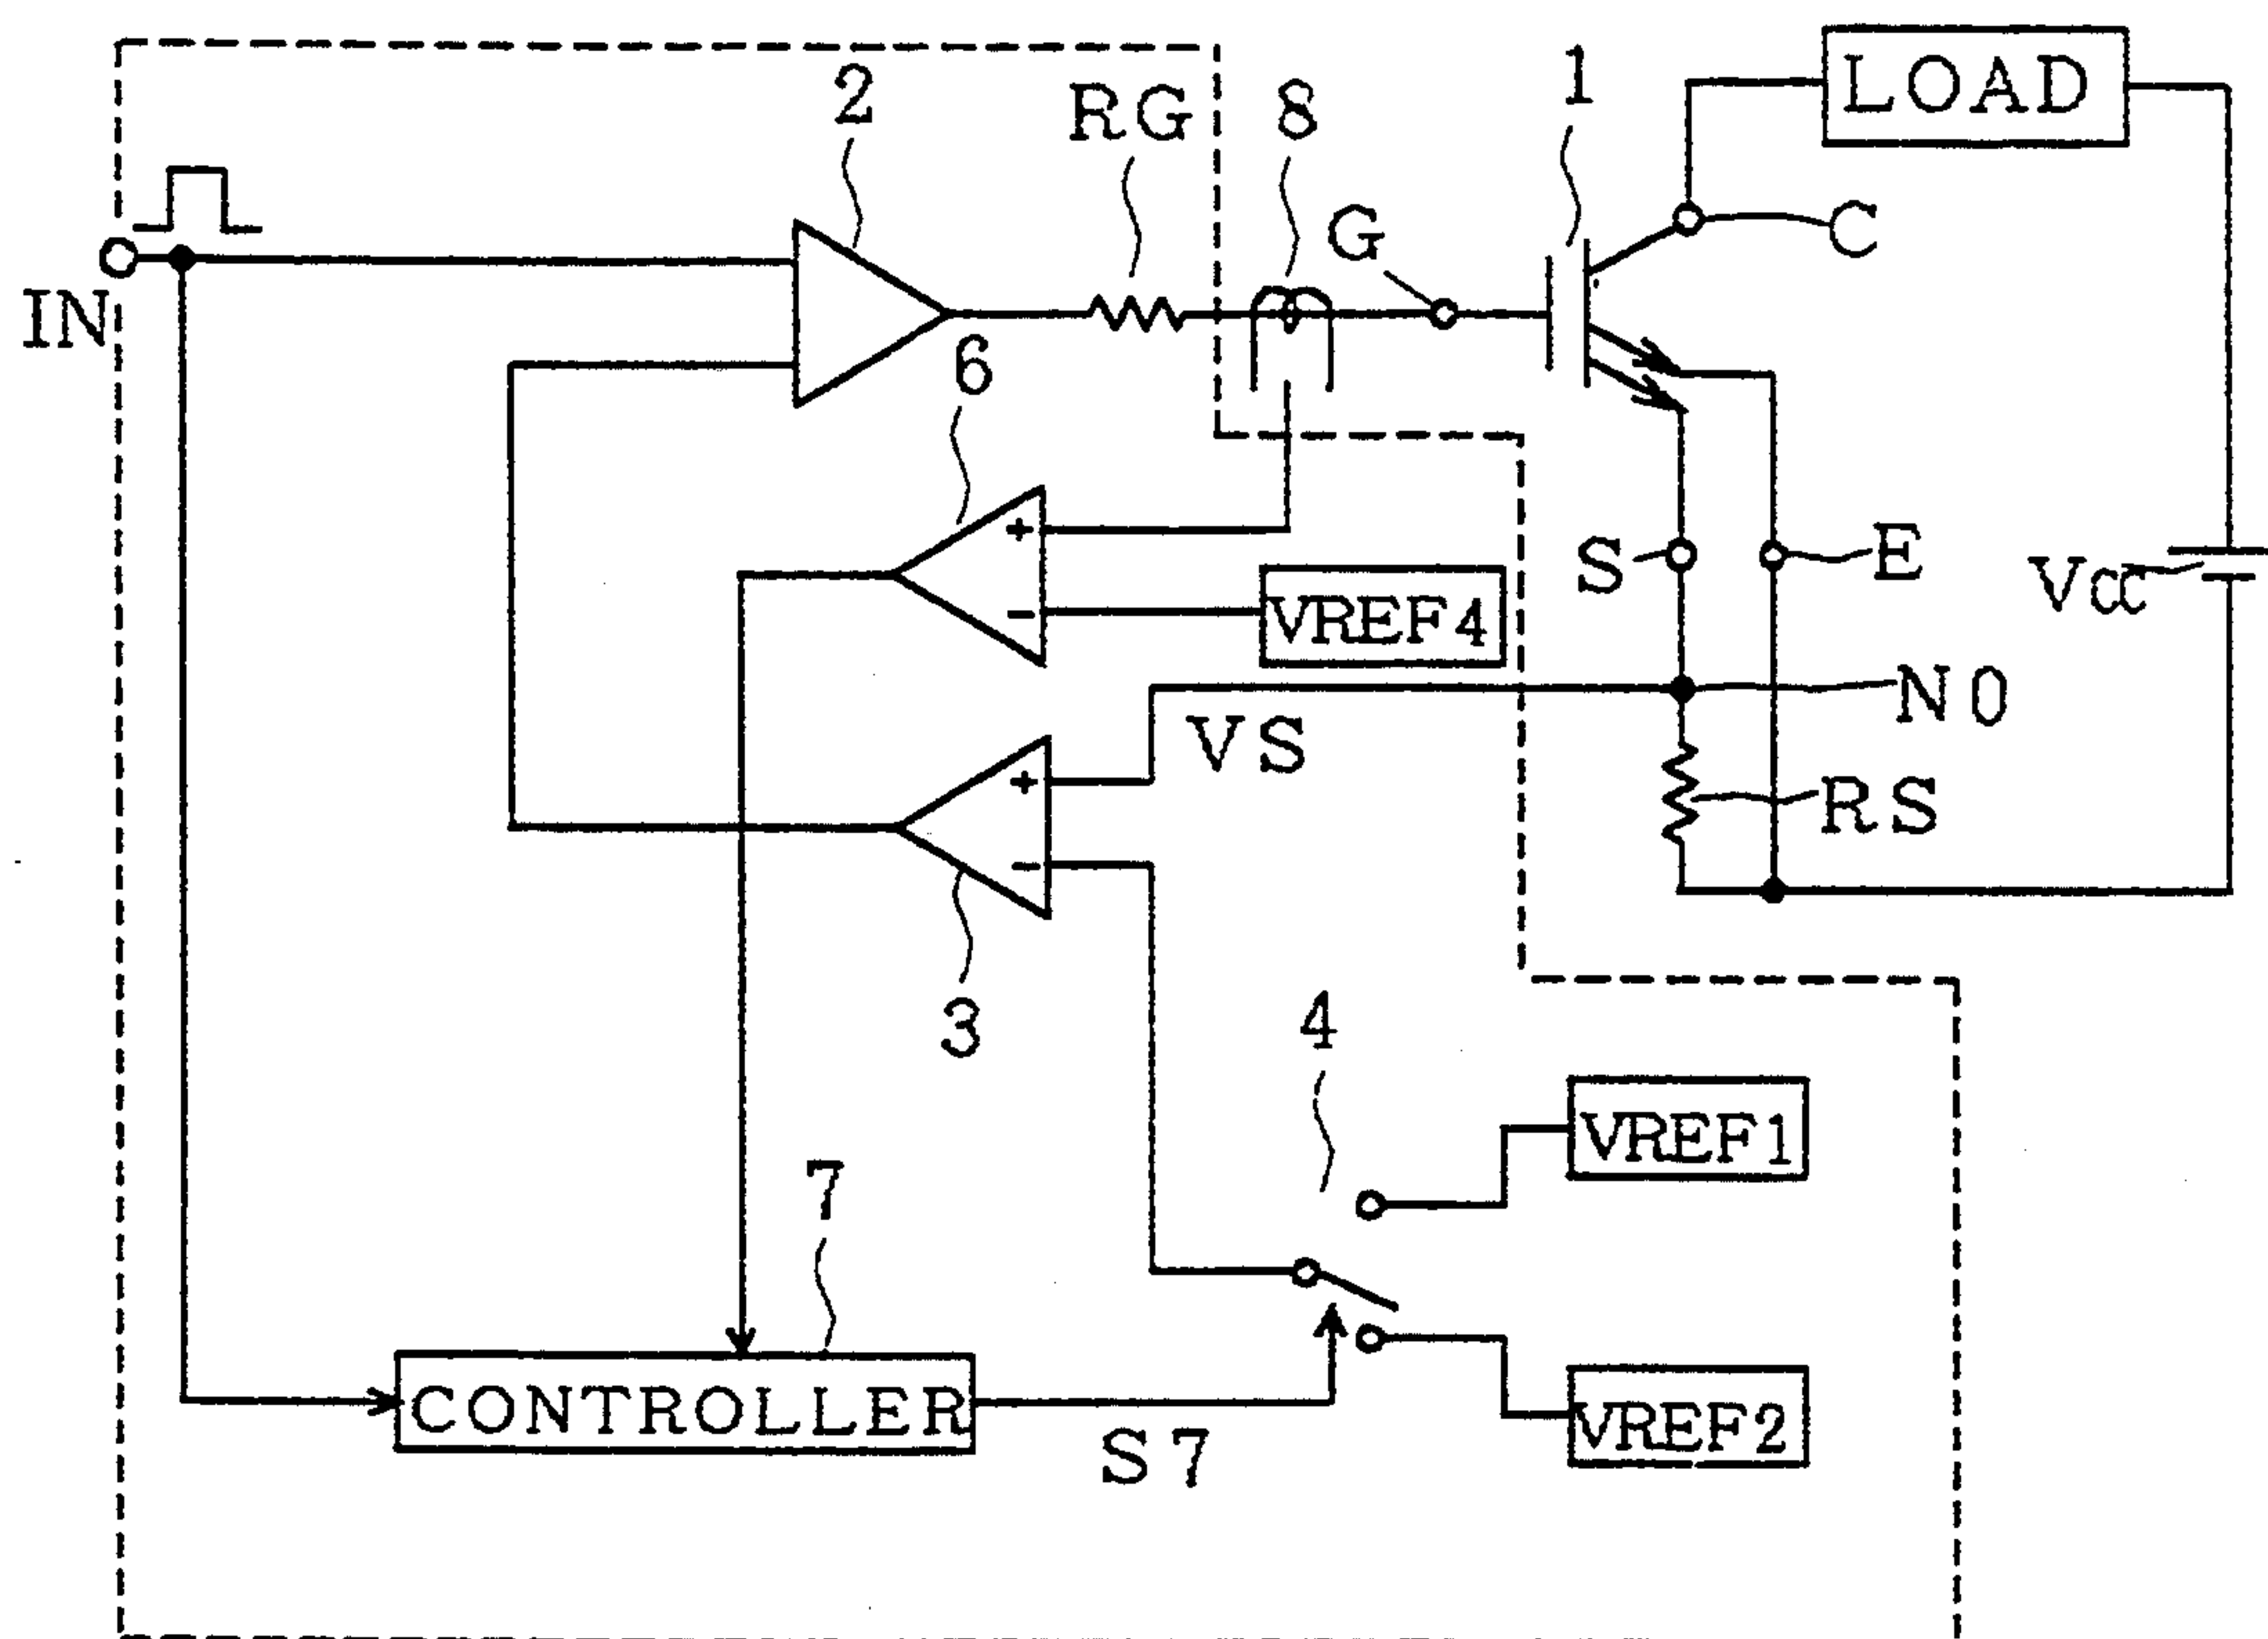 1
LOAD
2
RG
8
G
C
IN
6
+
-
VREF4
S
E
Vcc
N0
VS
+
-
RS
3
4
VREF1
7
CONTROLLER
S7
VREF2